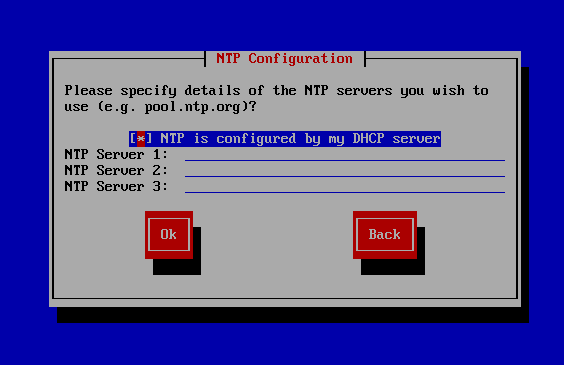 NTP Configuration
Please specify details of the NTP servers you wish to
use (e.g. pool.ntp.org)?
[*] NTP is configured by my DHCP server
NTP Server 1:
NTP Server 2:
NTP Server 3:
Ok Back